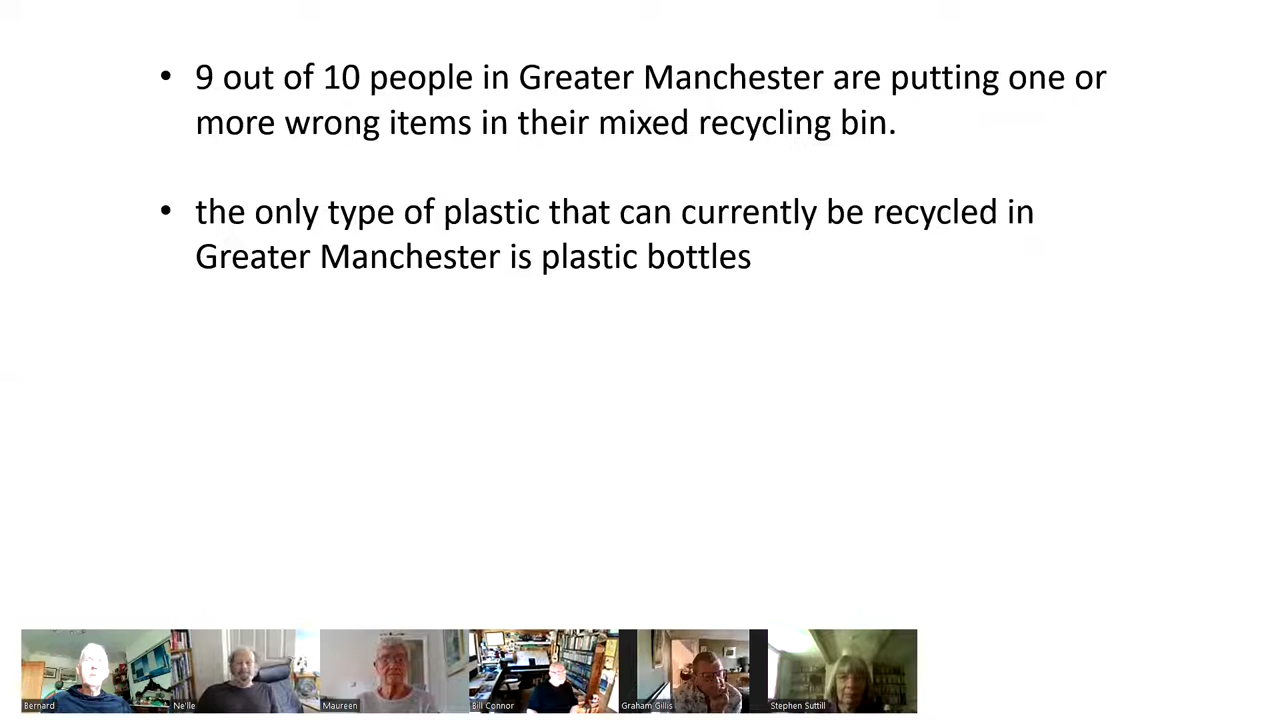 • 9 out of 10 people in Greater Manchester are putting one or
more wrong items in their mixed recycling bin.
• the only type of plastic that can currently be recycled in
Greater Manchester is plastic bottles
Bernard
Ne'lle
Maureen
Bill Connor
Graham Gillis
Stephen Suttill